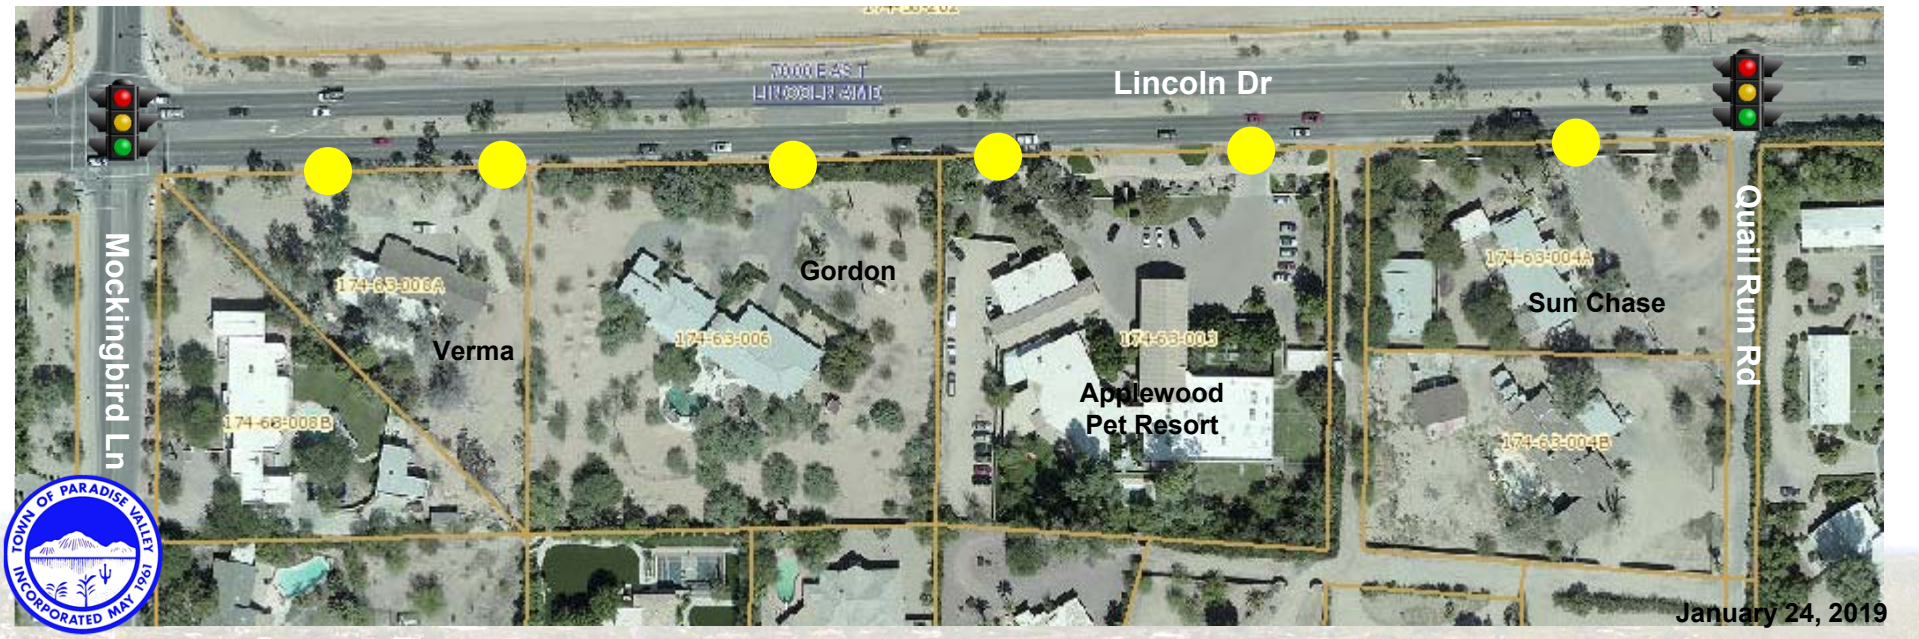 7000 EAST
LINCOLN AME
Lincoln Dr
Mockingbird Ln
Quail Run Rd
174-63-008A
Verma
Gordon
174-63-006
174-63-003
Applewood
Pet Resort
174-63-004A
Sun Chase
174-63-008B
174-63-004B
TOWN OF PARADISE VALLEY
INCORPORATED MAY 1961
January 24, 2019